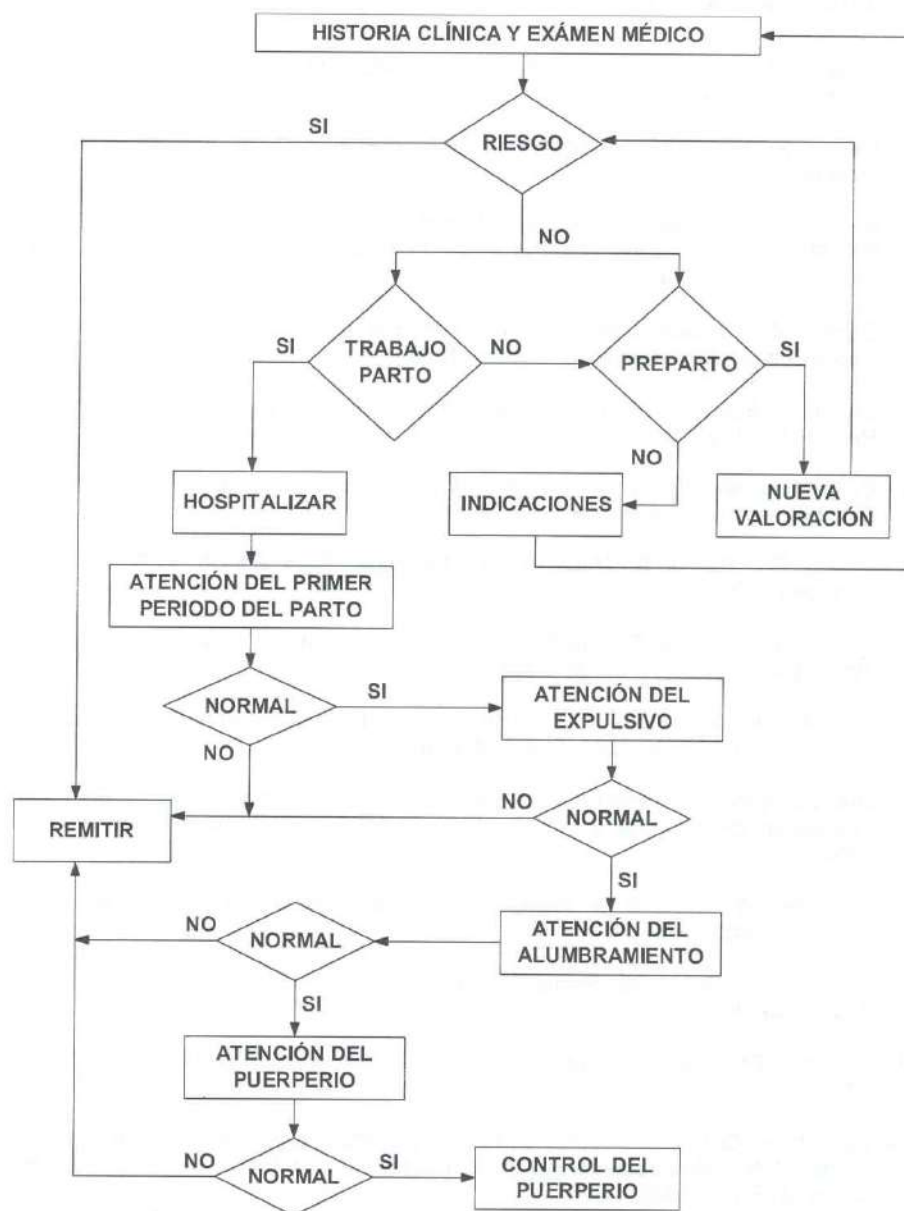 HISTORIA CLÍNICA Y EXÁMEN MÉDICO
SI
RIESGO
NO
SI
TRABAJO
PARTO
NO
PREPARTO
SI
NO
HOSPITALIZAR
INDICACIONES
NUEVA
VALORACIÓN
ATENCIÓN DEL PRIMER
PERIODO DEL PARTO
NORMAL
SI
NO
ATENCIÓN DEL
EXPULSIVO
REMITIR
NO
NORMAL
SI
NO
NORMAL
ATENCIÓN DEL
ALUMBRAMIENTO
SI
ATENCIÓN DEL
PUERPERIO
NO
NORMAL
SI
CONTROL DEL
PUERPERIO